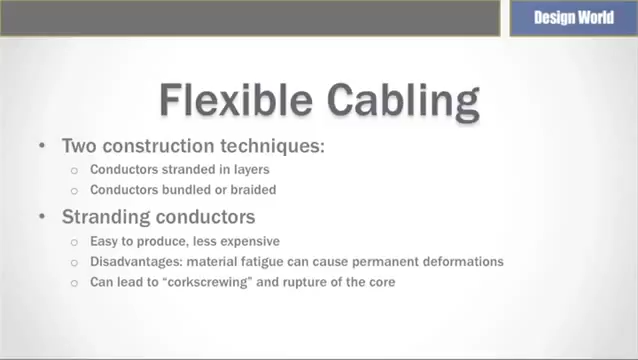 Design World
Flexible Cabling
• Two construction techniques:
o Conductors stranded in layers
o Conductors bundled or braided
• Stranding conductors
o Easy to produce, less expensive
o Disadvantages: material fatigue can cause permanent deformations
o Can lead to “corkscrewing” and rupture of the core